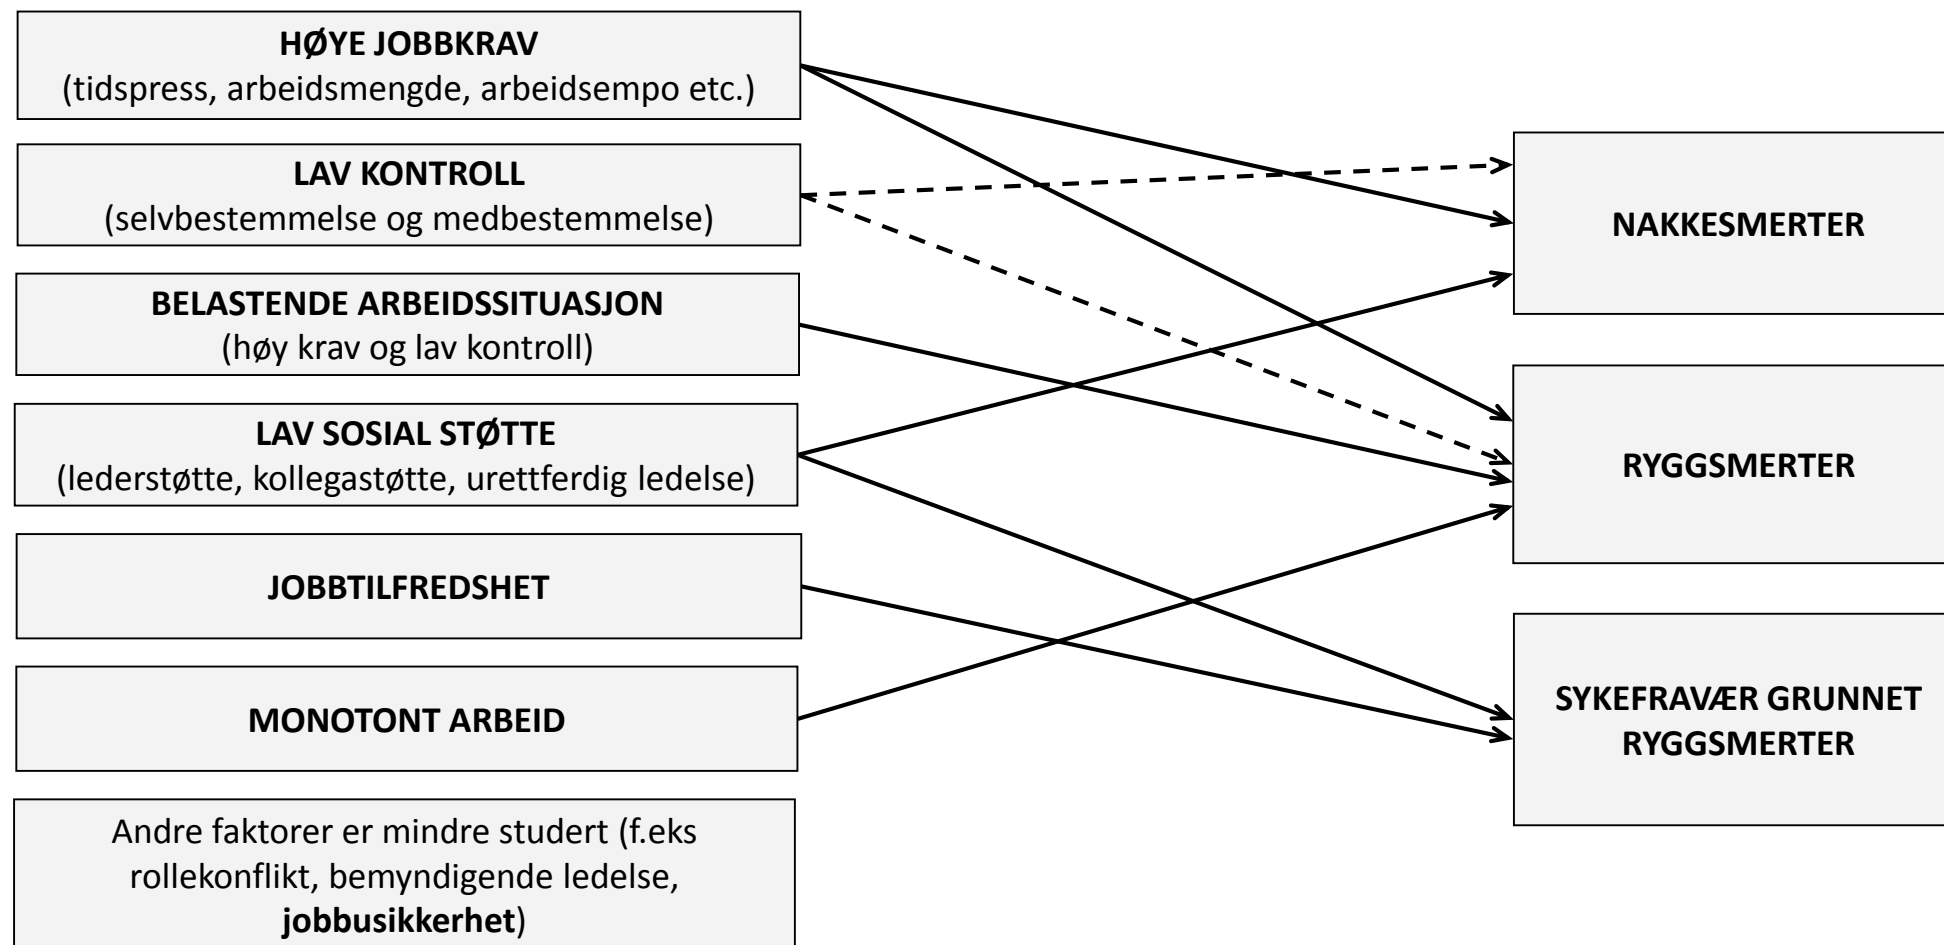 HØYE JOBBKRAV
(tidspress, arbeidsmengde, arbeidsempo etc.)
LAV KONTROLL
(selvbestemmelse og medbestemmelse)
BELASTENDE ARBEIDSSITUASJON
(høy krav og lav kontroll)
LAV SOSIAL STØTTE
(lederstøtte, kollegastøtte, urettferdig ledelse)
JOBBTILFREDSHET
MONOTONT ARBEID
Andre faktorer er mindre studert (f.eks
rollekonflikt, bemyndigende ledelse,
jobbusikkerhet)
NAKKESMERTER
RYGGSMERTER
SYKEFRAVÆR GRUNNET
RYGGSMERTER